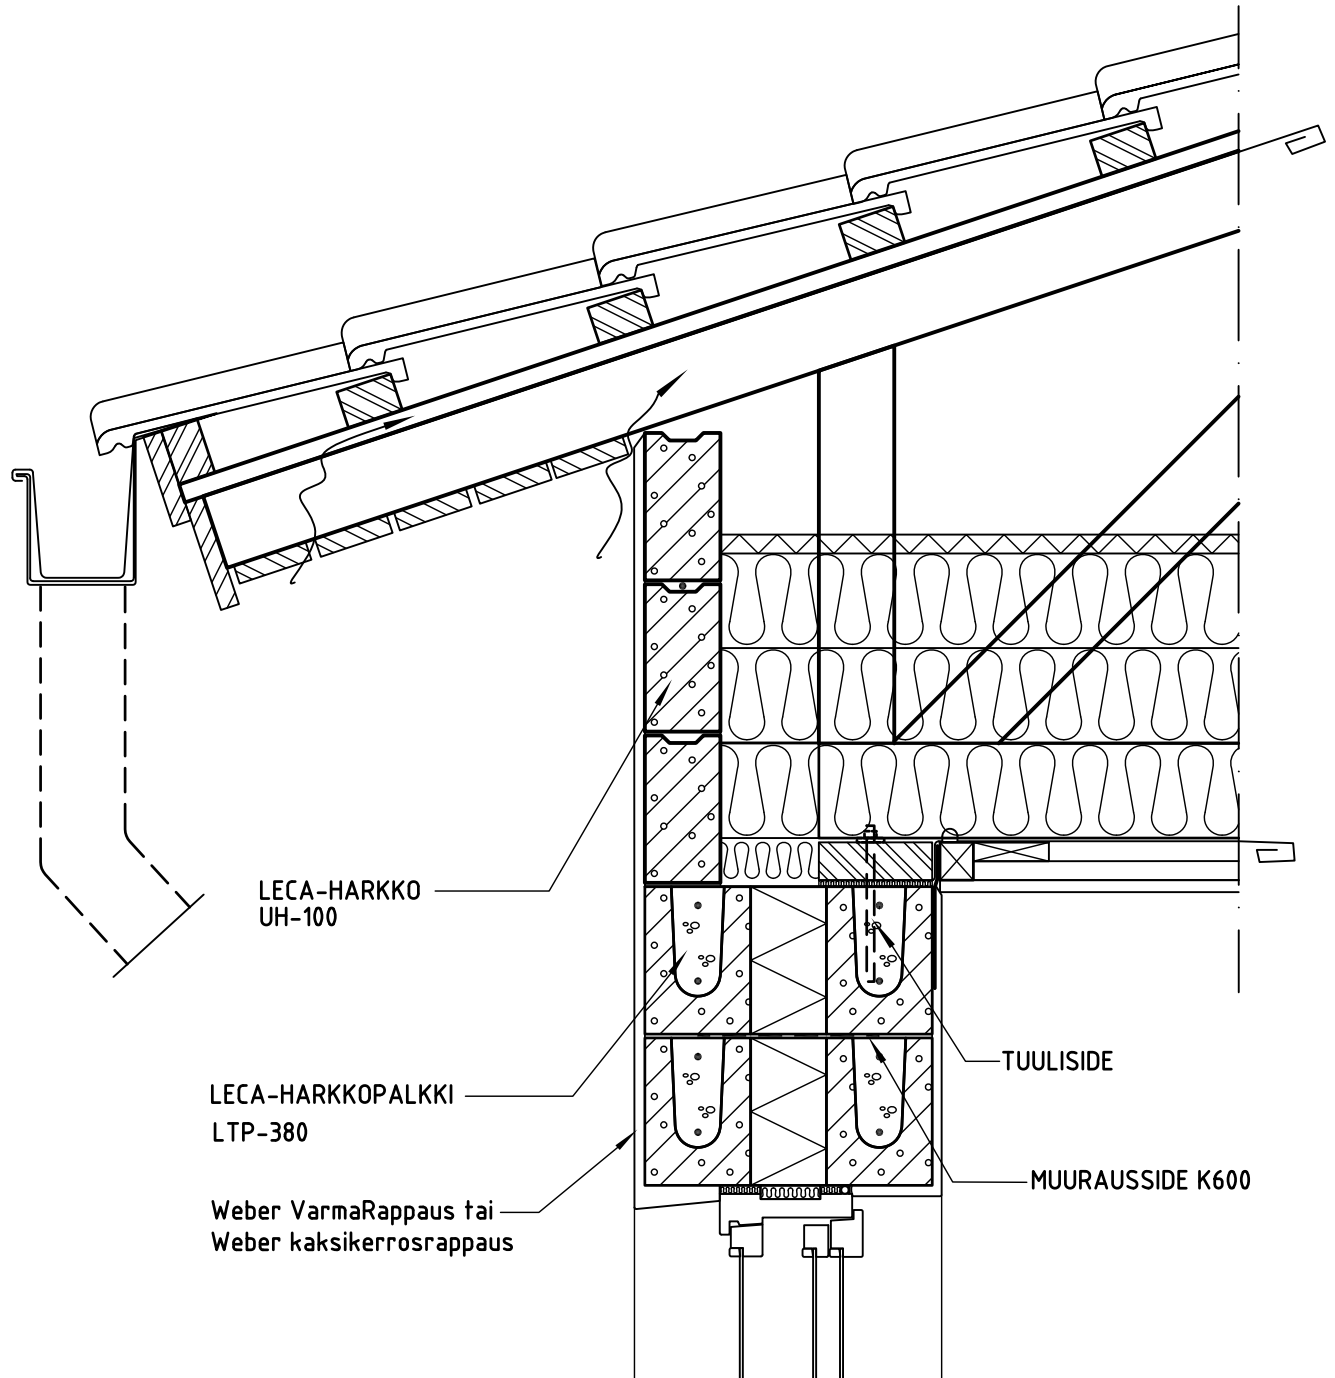 LECA-HARKKO
UH-100
LECA-HARKKOPALKKI
LTP-380
TUULISIDE
MUURAUSSIDE K600
Weber VarmaRappaus tai
Weber kaksikerrosrappaus